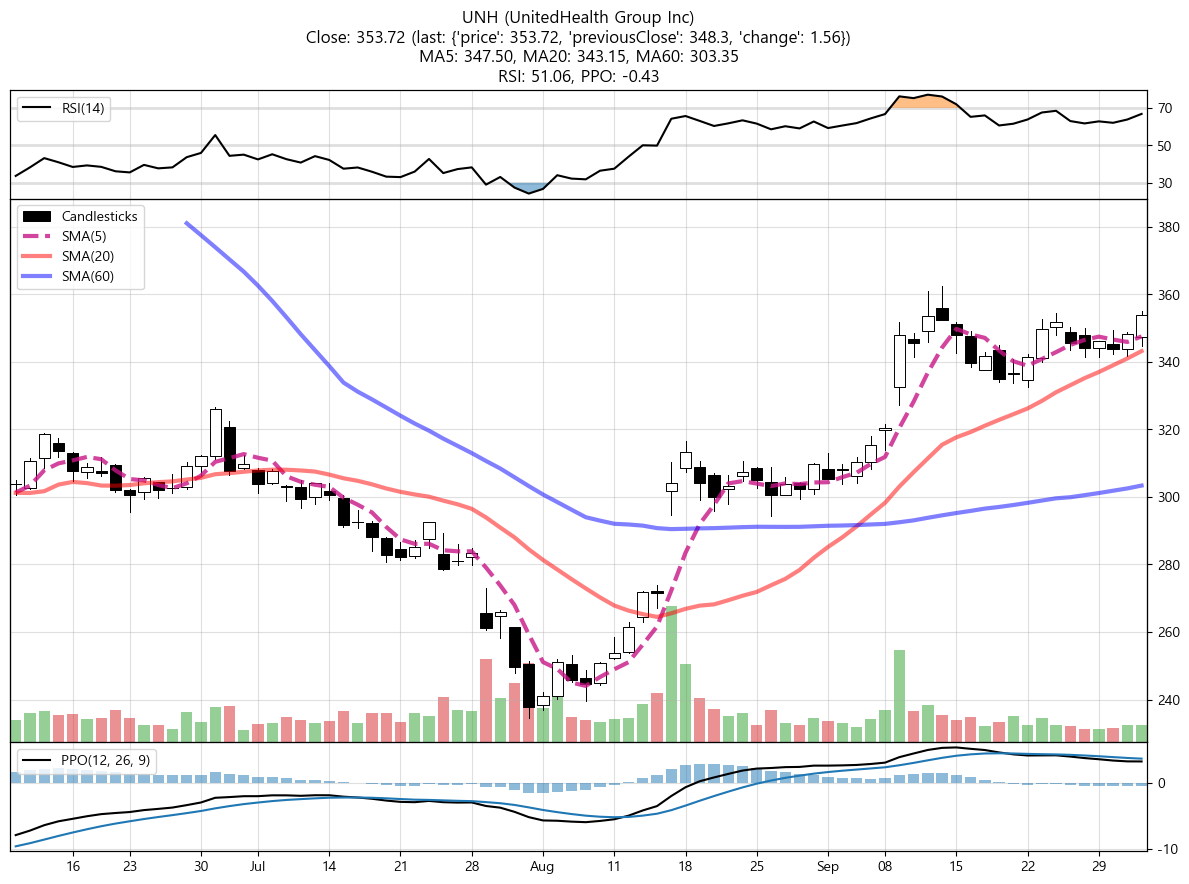 UNH (UnitedHealth Group Inc)
Close: 353.72 (last: {'price': 353.72, 'previousClose': 348.3, 'change': 1.56})
MA5: 347.50, MA20: 343.15, MA60: 303.35
RSI: 51.06, PPO: -0.43
RSI(14)
70
50
30
Candlesticks
SMA(5)
SMA(20)
SMA(60)
380
360
340
320
300
280
260
240
PPO(12, 26, 9)
0
-10
16 23 30 Jul 14 21 28 Aug 11 18 25 Sep 08 15 22 29